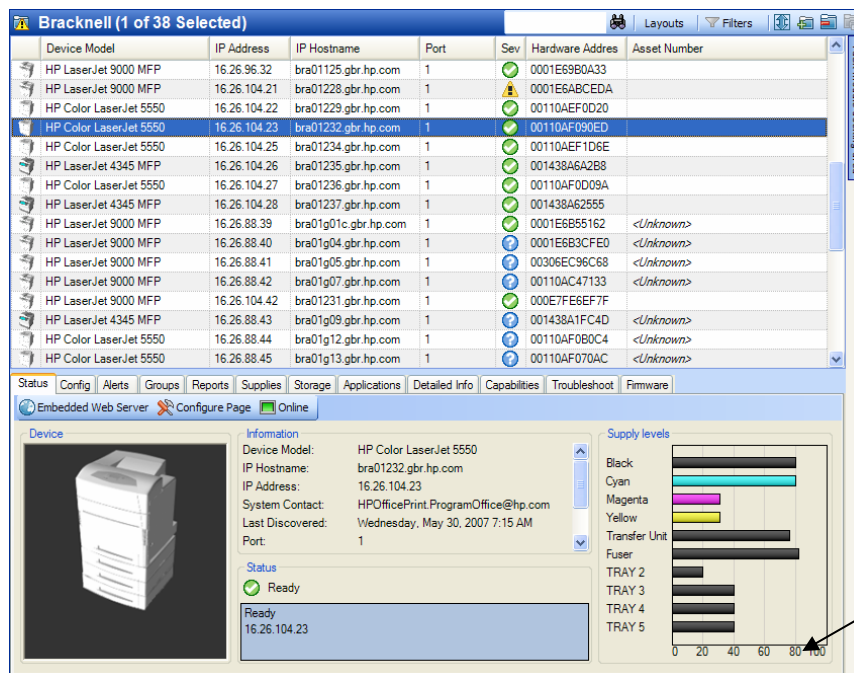 Bracknell (1 of 38 Selected) Layouts Filters
Device Model IP Address IP Hostname Port Sev Hardware Addres Asset Number
HP LaserJet 9000 MFP 16.26.96.32 bra01125.gbr.hp.com 1 0001E69B0A33
HP LaserJet 9000 MFP 16.26.104.21 bra01228.gbr.hp.com 1 0001E6ABCEDA
HP Color LaserJet 5550 16.26.104.22 bra01229.gbr.hp.com 1 00110AEF0D20
HP Color LaserJet 5550 16.26.104.23 bra01232.gbr.hp.com 1 00110AF090ED
HP Color LaserJet 5550 16.26.104.25 bra01234.gbr.hp.com 1 00110AEF1D6E
HP LaserJet 4345 MFP 16.26.104.26 bra01235.gbr.hp.com 1 001438A6A2B8
HP Color LaserJet 5550 16.26.104.27 bra01236.gbr.hp.com 1 00110AF0D09A
HP LaserJet 4345 MFP 16.26.104.28 bra01237.gbr.hp.com 1 001438A62555
HP LaserJet 9000 MFP 16.26.88.39 bra01g01c.gbr.hp.com 1 0001E6B55162 <Unknown>
HP LaserJet 9000 MFP 16.26.88.40 bra01g04.gbr.hp.com 1 0001E6B3CFE0 <Unknown>
HP LaserJet 9000 MFP 16.26.88.41 bra01g05.gbr.hp.com 1 00306EC96C68 <Unknown>
HP LaserJet 9000 MFP 16.26.88.42 bra01g07.gbr.hp.com 1 00110AC47133 <Unknown>
HP LaserJet 9000 MFP 16.26.104.42 bra01231.gbr.hp.com 1 000E7FE6EF7F
HP LaserJet 4345 MFP 16.26.88.43 bra01g09.gbr.hp.com 1 001438A1FC4D <Unknown>
HP Color LaserJet 5550 16.26.88.44 bra01g12.gbr.hp.com 1 00110AF0B0C4 <Unknown>
HP Color LaserJet 5550 16.26.88.45 bra01g13.gbr.hp.com 1 00110AF070AC <Unknown>
Status Config Alerts Groups Reports Supplies Storage Applications Detailed Info Capabilities Troubleshoot Firmware
Embedded Web Server Configure Page Online
Device
Information
Device Model: HP Color LaserJet 5550
IP Hostname: bra01232.gbr.hp.com
IP Address: 16.26.104.23
System Contact: HPOfficePrint.ProgramOffice@hp.com
Last Discovered: Wednesday, May 30, 2007 7:15 AM
Port: 1
Status
Ready
Ready
16.26.104.23
Supply levels
Black
Cyan
Magenta
Yellow
Transfer Unit
Fuser
TRAY 2
TRAY 3
TRAY 4
TRAY 5
0 20 40 60 80 100